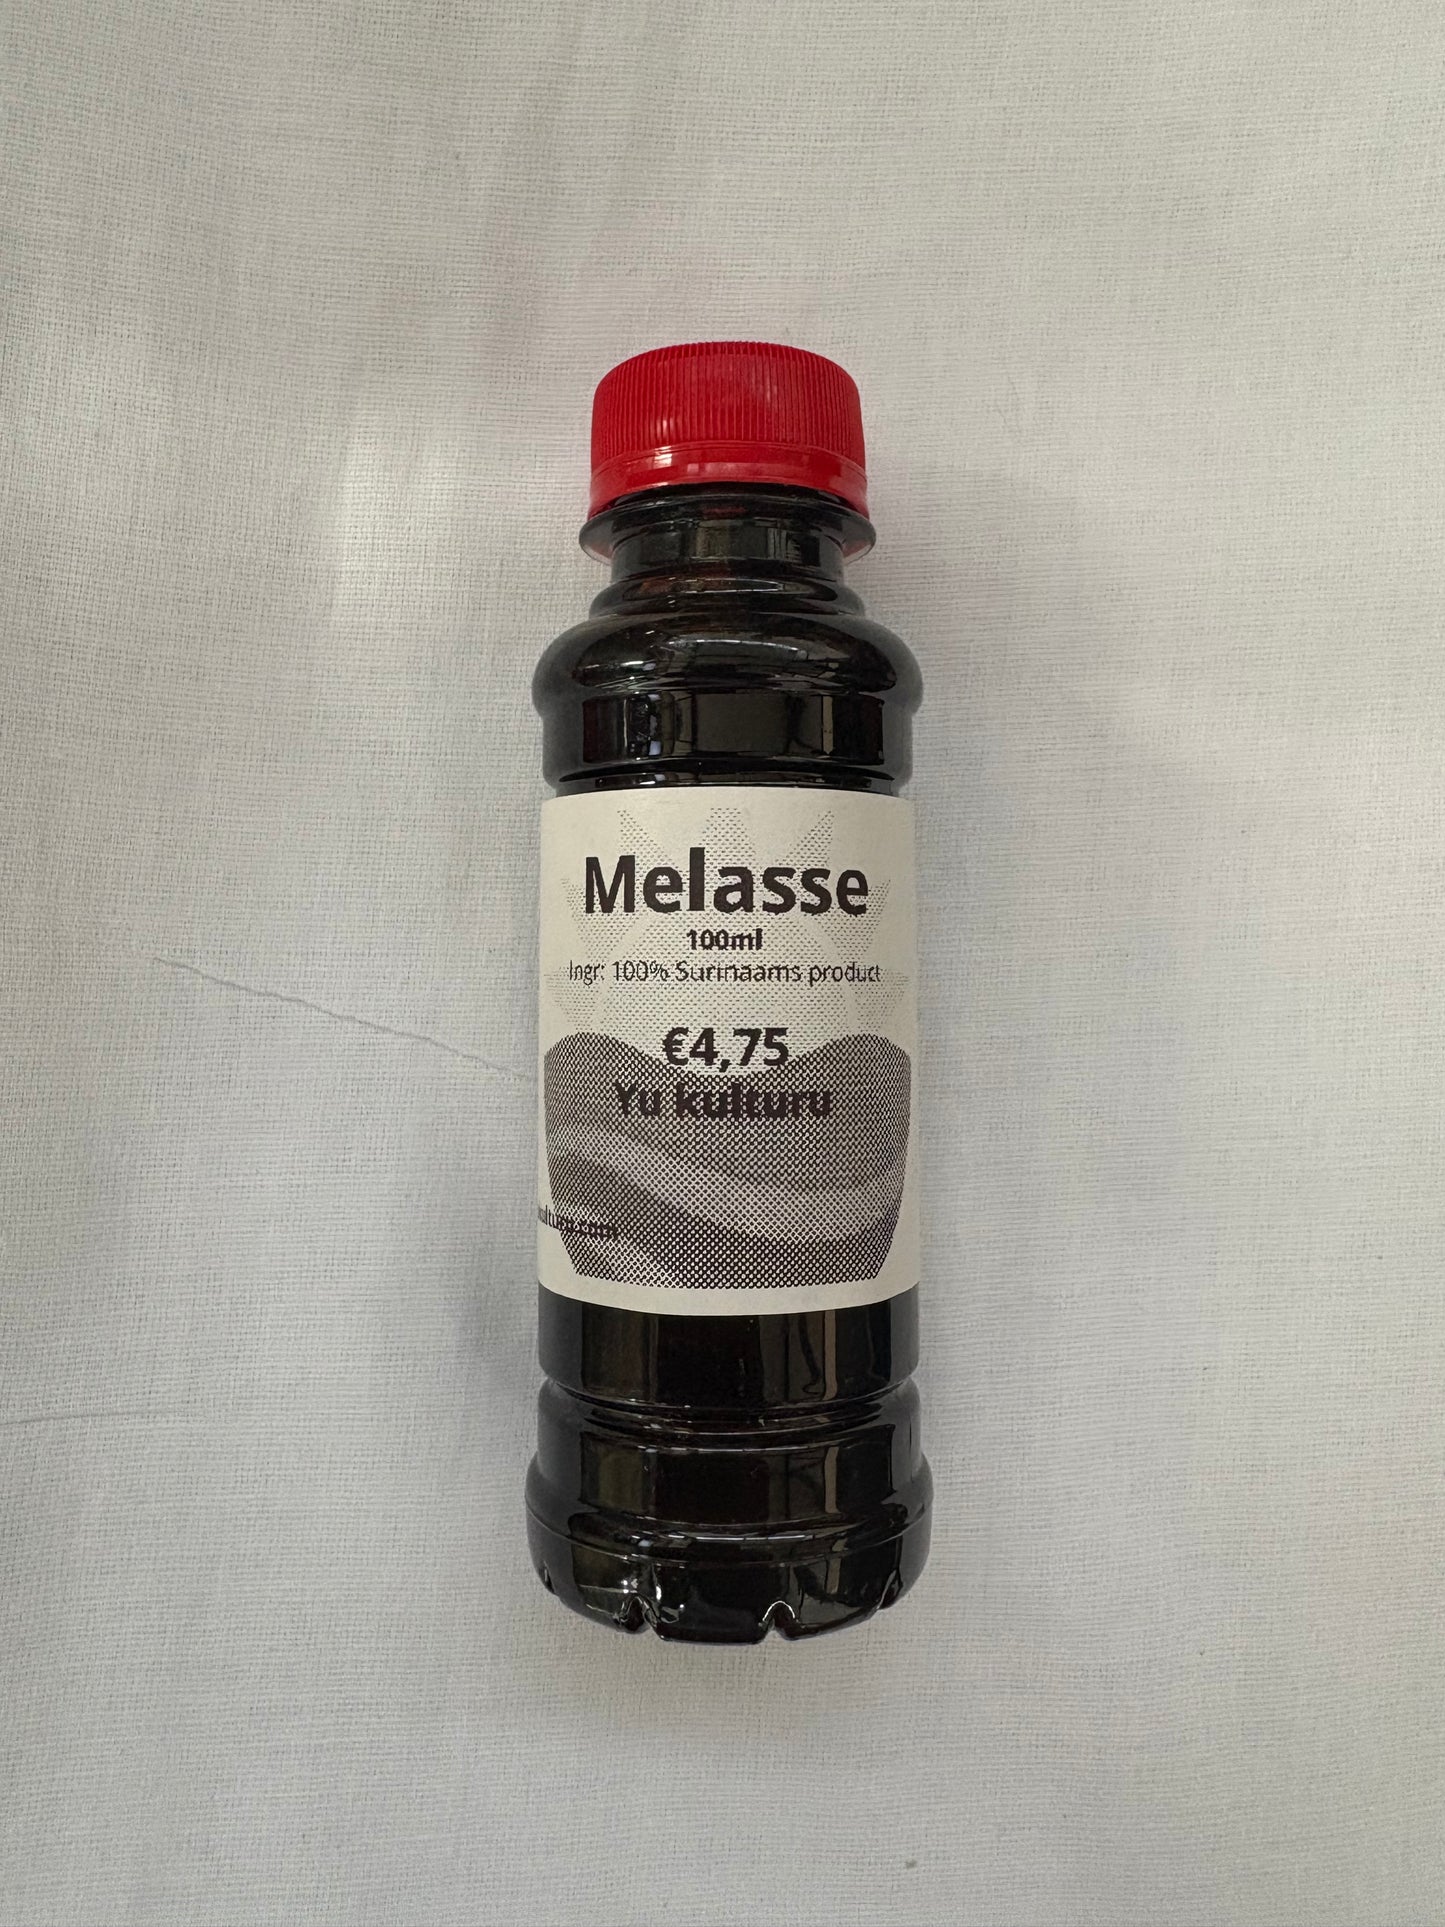 Melasse
100ml
Ingr: 100% Surinaams product
€4,75
Yu kulturu